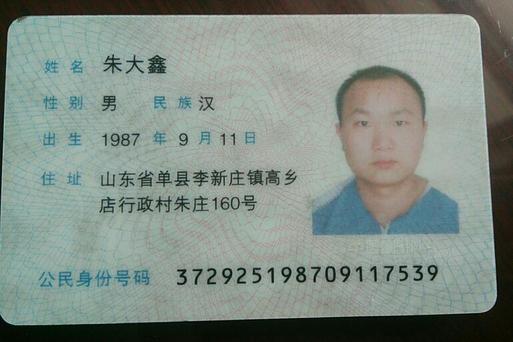 姓名 朱大鑫
性别 男 民族 汉
出生 1987 年 9 月 11 日
住址 山东省单县李新庄镇高乡
店行政村朱庄160号
公民身份号码 372925198709117539